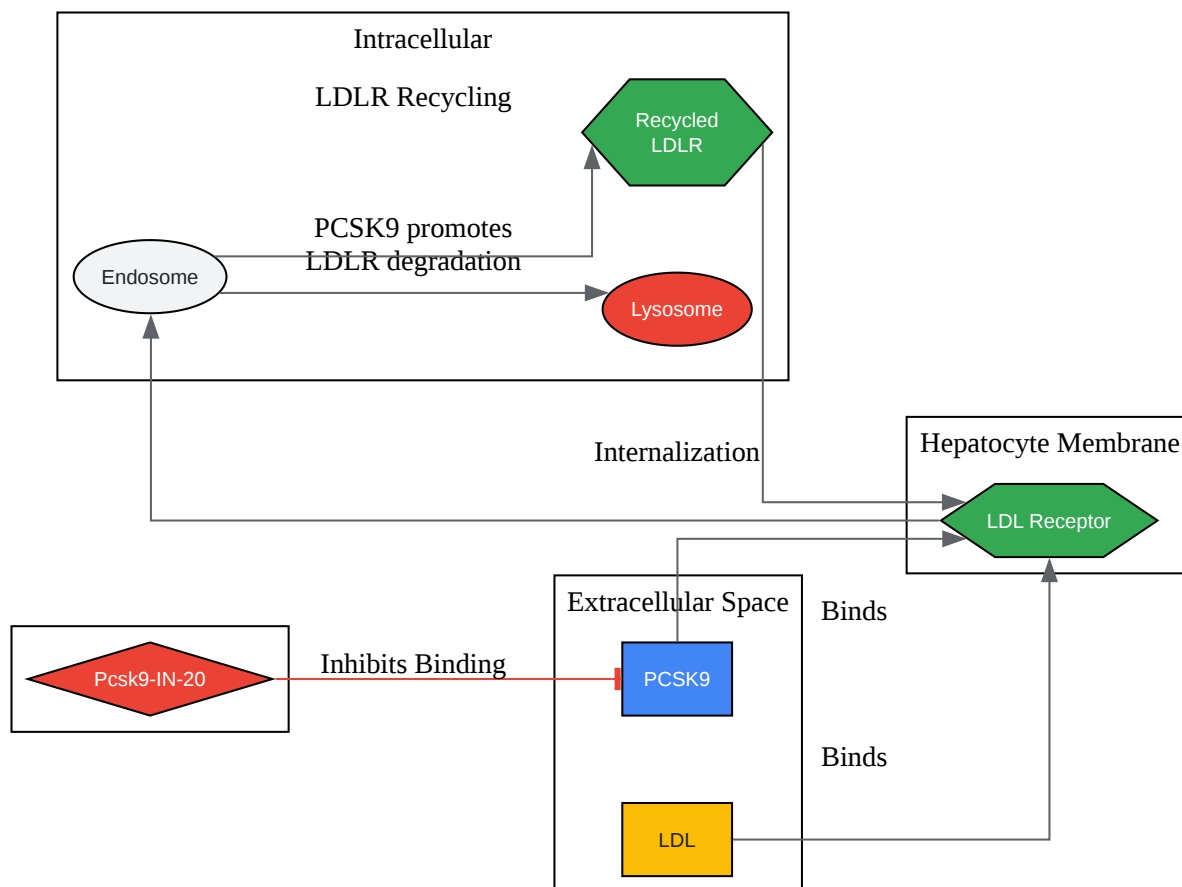 Intracellular
LDLR Recycling
Recycled
LDLR
PCSK9 promotes
LDLR degradation
Endosome
Lysosome
Internalization
Hepatocyte Membrane
LDL Receptor
Extracellular Space
Binds
Inhibits Binding
Pcsk9-IN-20
PCSK9
Binds
LDL